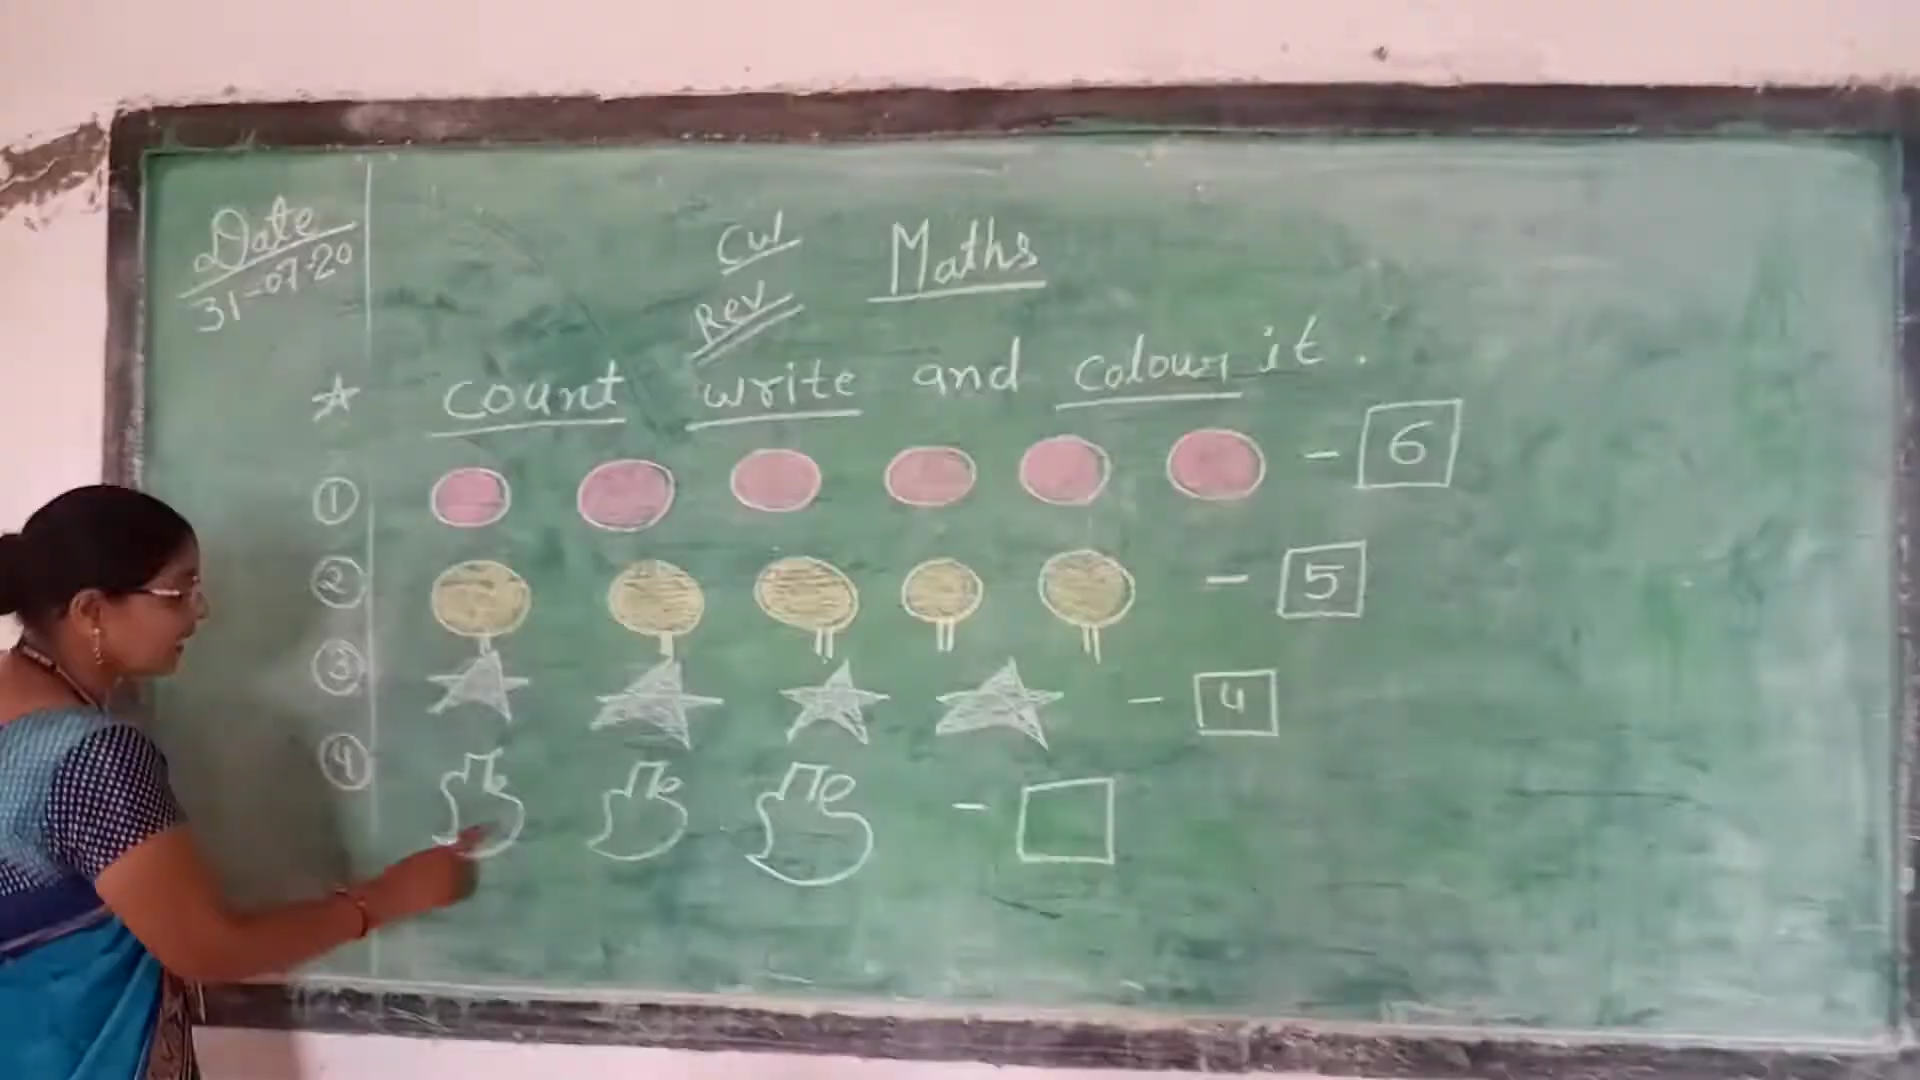 Date
31-07-20
CW
Rev
Maths
☆ count write and colour it.
① - 6
② - 5
③ - 4
④ -